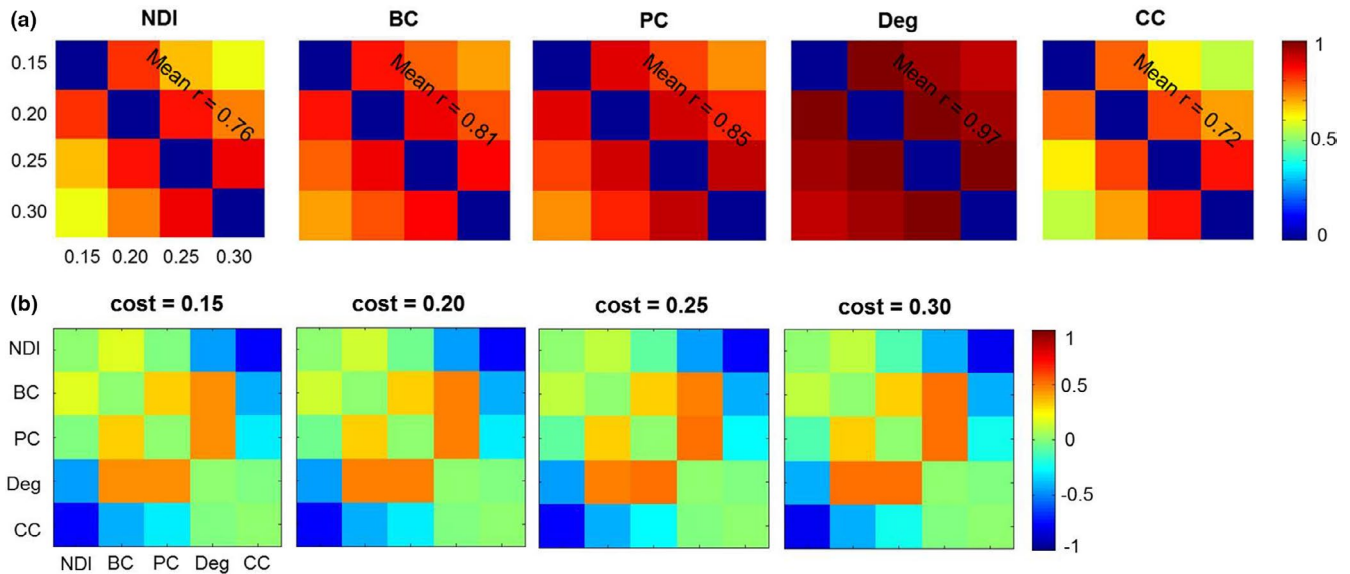 (a) NDI BC PC Deg CC
0.15 Mean r = 0.76 Mean r = 0.81 Mean r = 0.85 Mean r = 0.97 Mean r = 0.72 1
0.20
0.5
0.25
0.30 0
0.15 0.20 0.25 0.30
(b) cost = 0.15 cost = 0.20 cost = 0.25 cost = 0.30
NDI 1
BC 0.5
PC 0
Deg -0.5
CC -1
NDI BC PC Deg CC